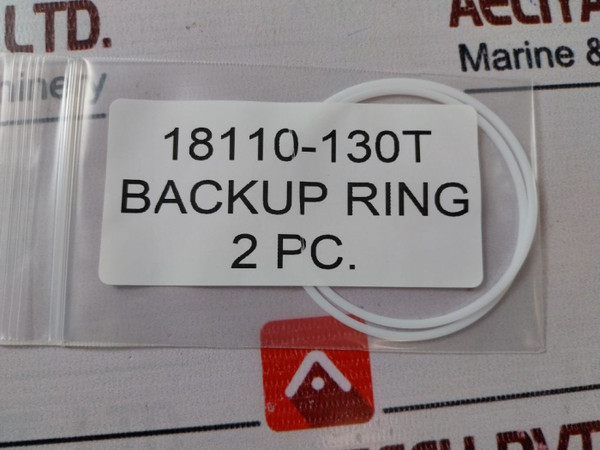 LTD.
Marine &
18110-130T
BACKUP RING
2 PC.